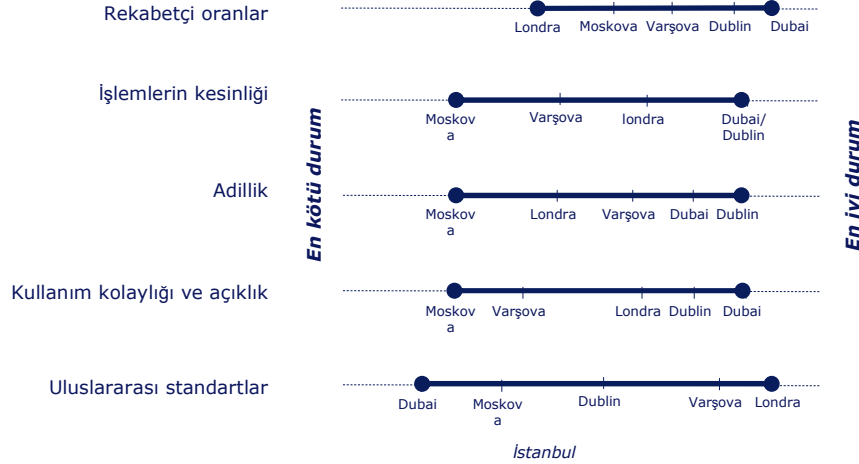 Rekabetçi oranlar
Londra Moskova Varşova Dublin Dubai
İşlemlerin kesinliği
Moskov
a
Varşova londra Dubai/
Dublin
En kötü durum
En iyi durum
Adillik
Moskov
a
Londra Varşova Dubai Dublin
Kullanım kolaylığı ve açıklık
Moskov
a
Varşova Londra Dublin Dubai
Uluslararası standartlar
Dubai Moskov
a
Dublin Varşova Londra
İstanbul